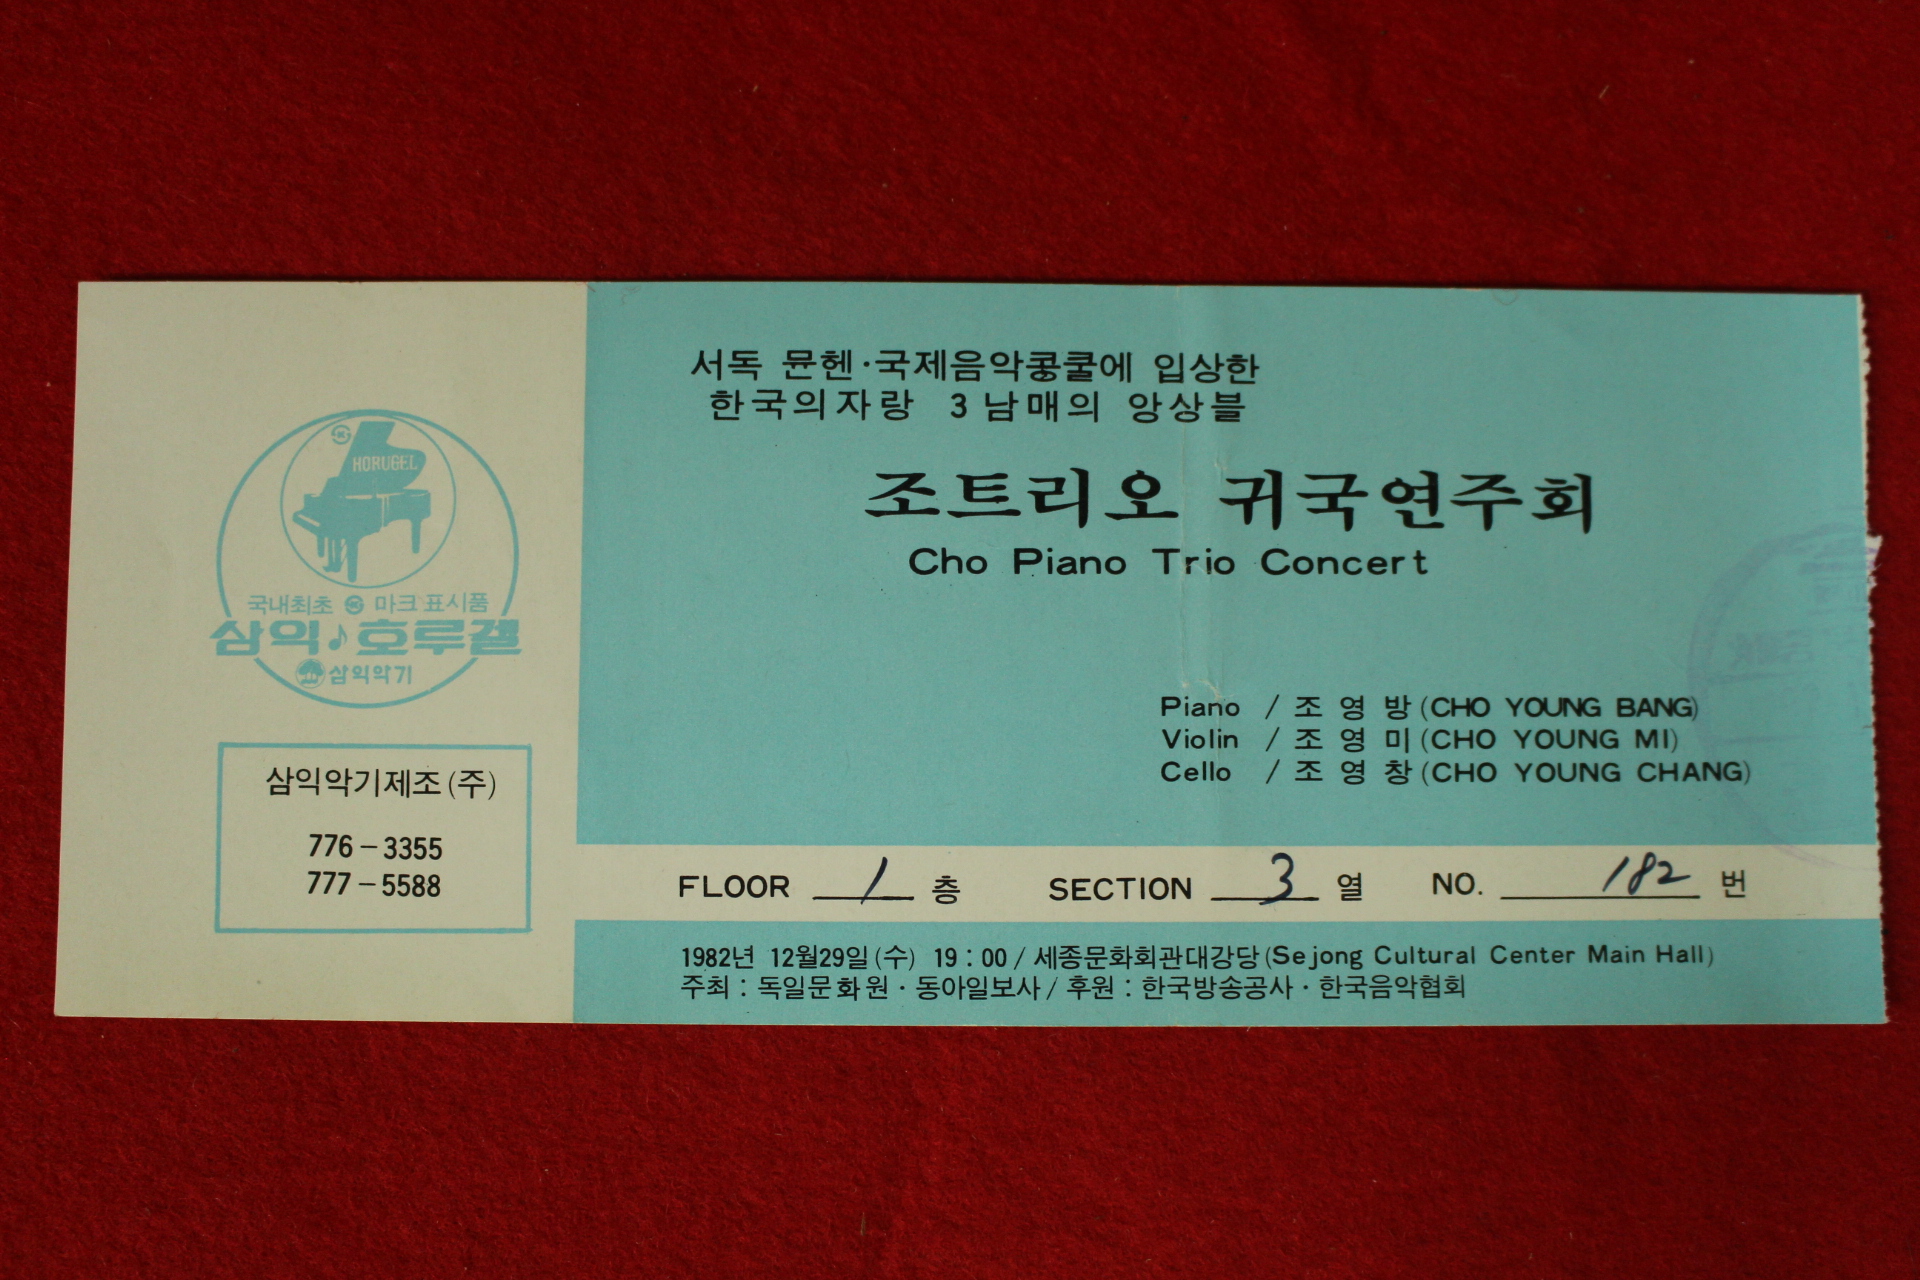 HORUGEL
국내최초 마크 표시품
삼익♪호루겔
삼익악기
삼익악기제조(주)
776-3355
777-5588
서독 뮨헨·국제음악콩쿨에 입상한
한국의자랑 3남매의 앙상블
조트리오 귀국연주회
Cho Piano Trio Concert
Piano / 조영방(CHO YOUNG BANG)
Violin / 조영미(CHO YOUNG MI)
Cello / 조영창(CHO YOUNG CHANG)
FLOOR 1 층 SECTION 3 열 NO. 182 번
1982년 12월29일(수) 19:00/세종문화회관대강당(Sejong Cultural Center Main Hall)
주최:독일문화원·동아일보사/후원:한국방송공사·한국음악협회